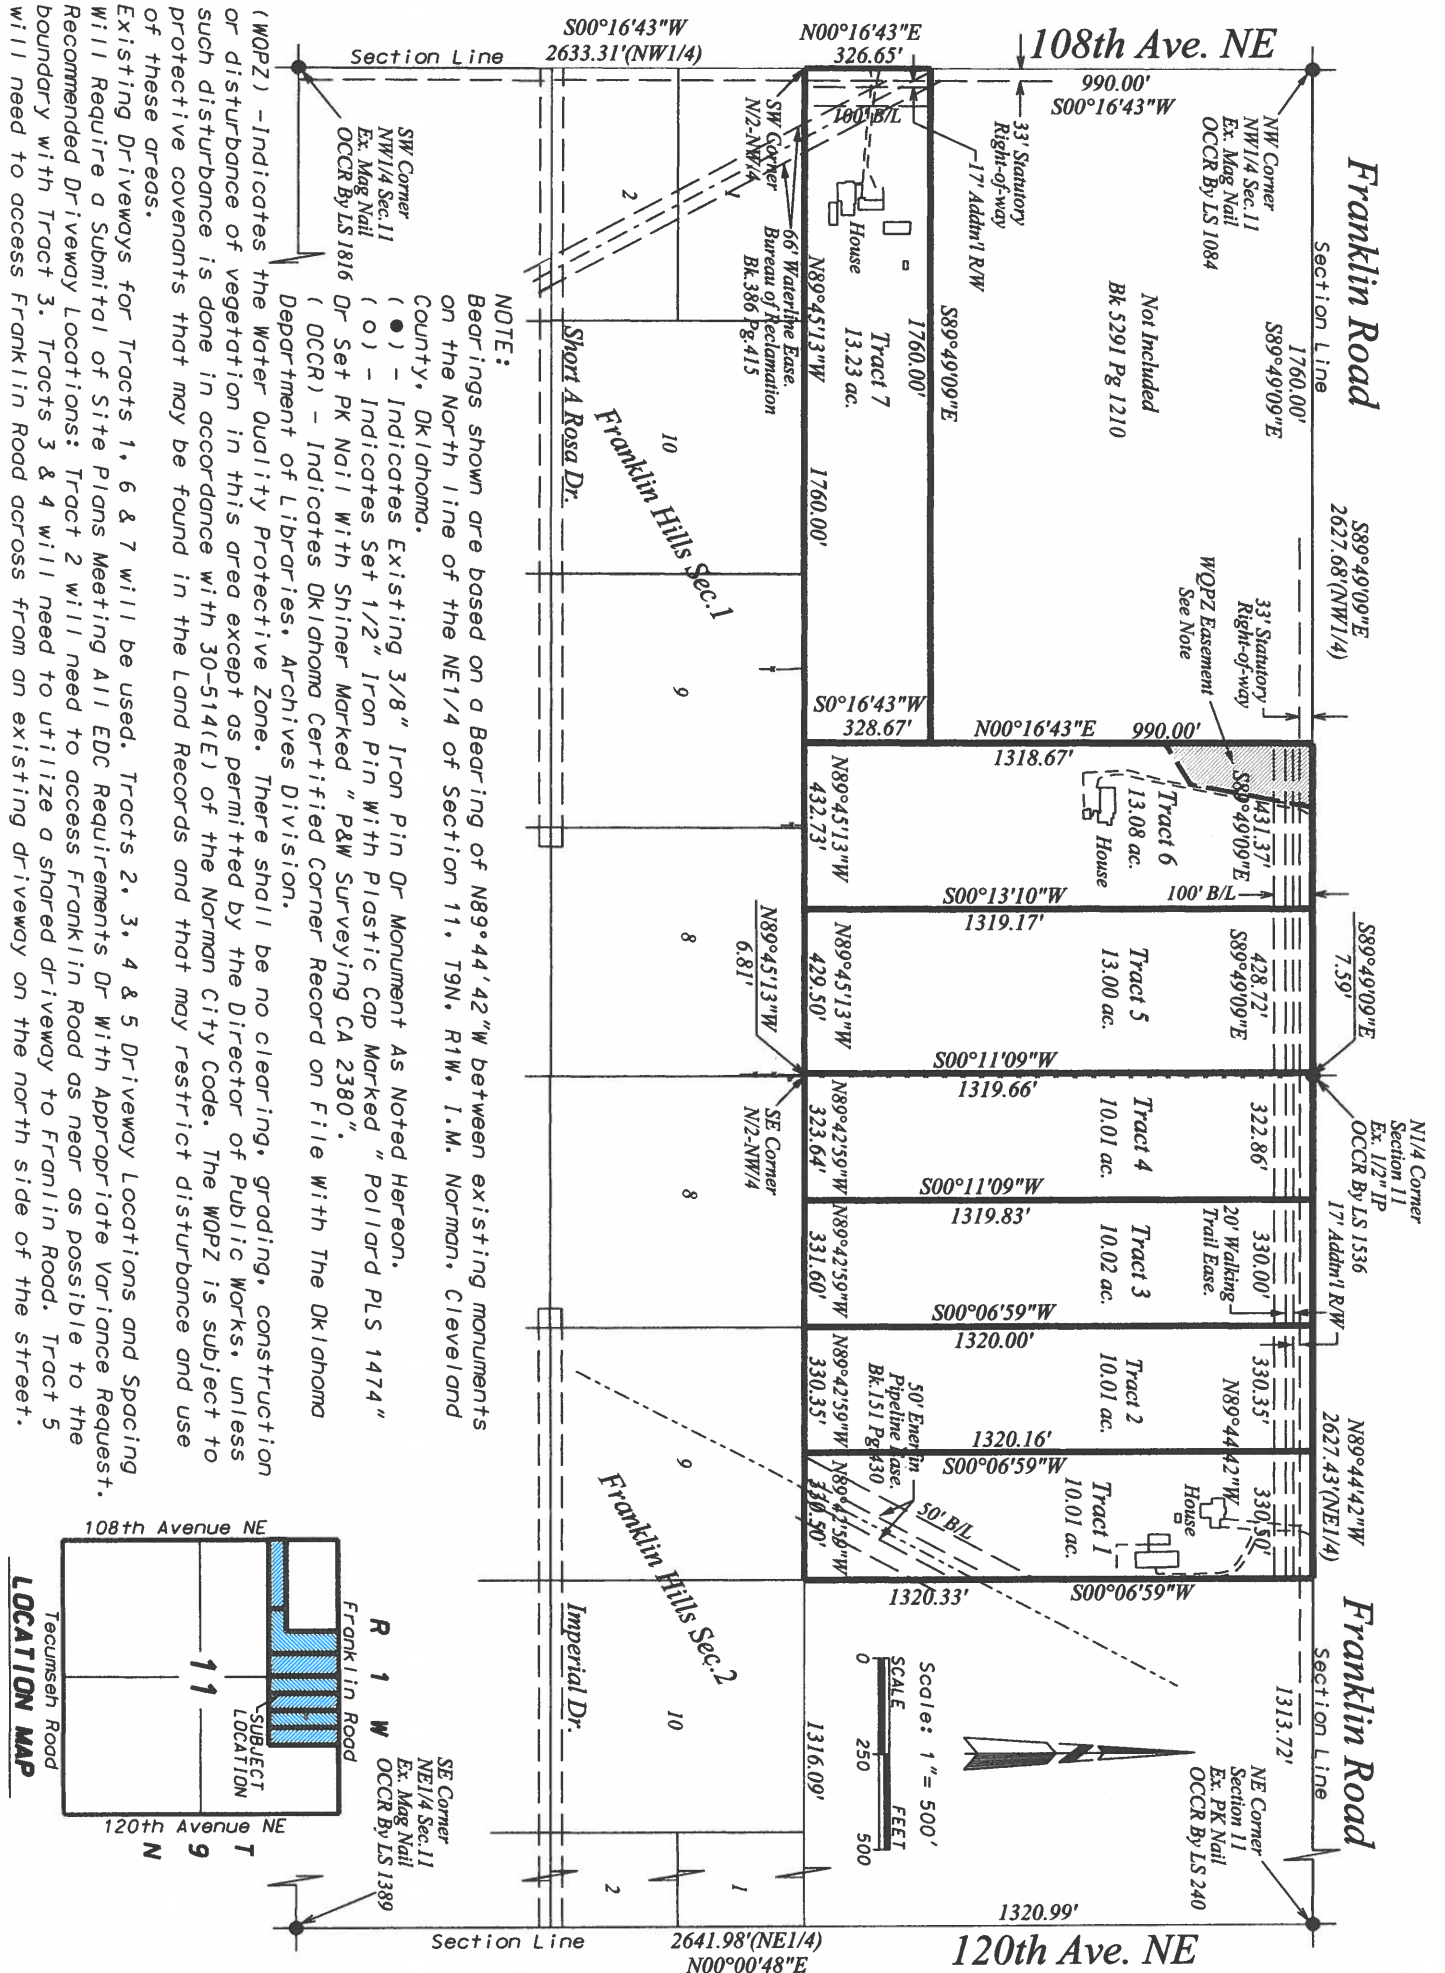 Franklin Road
Franklin Road
Section Line
Section Line
S89°49'09"E
2627.68'(NW1/4)
N89°44'42"W
2627.43'(NE1/4)
1760.00'
S89°49'09"E
1313.72'
NW Corner
NW1/4 Sec.11
Ex. Mag Nail
OCCR By LS 1084
N1/4 Corner
Section 11
Ex. 1/2" IP
OCCR By LS 1536
17' Addtn'l R/W
NE Corner
Section 11
Ex. PK Nail
OCCR By LS 240
S89°49'09"E
7.59'
108th Ave. NE
990.00'
S00°16'43"W
N00°16'43"E
326.65'
S00°16'43"W
2633.31'(NW1/4)
Section Line
33' Statutory
Right-of-way
17' Addtn'l R/W
Not Included
Bk 5291 Pg 1210
33' Statutory
Right-of-way
WQPZ Easement
See Note
S89°49'09"E
1760.00'
Tract 7
13.23 ac.
House
100' B/L
N89°45'13"W
1760.00'
SW Corner
N/2-NW/4
66' Waterline Ease.
Bureau of Reclamation
Bk.386 Pg.415
S0°16'43"W
328.67'
N00°16'43"E
990.00'
1318.67'
431.37'
S89°49'09"E
Tract 6
13.08 ac.
House
100' B/L
N89°45'13"W
432.73'
S00°13'10"W
1319.17'
428.72'
S89°49'09"E
Tract 5
13.00 ac.
N89°45'13"W
429.50'
N89°45'13"W
6.81'
S00°11'09"W
1319.66'
322.86'
Tract 4
10.01 ac.
N89°42'59"W
323.64'
SE Corner
N/2-NW/4
S00°11'09"W
1319.83'
330.00'
20' Walking
Trail Ease.
Tract 3
10.02 ac.
N89°42'59"W
331.60'
S00°06'59"W
1320.00'
330.35'
N89°44'42"W
Tract 2
10.01 ac.
N89°42'59"W
330.35'
50' Enerfin
Pipeline Ease.
Bk.151 Pg.430
1320.16'
S00°06'59"W
330.50'
House
Tract 1
10.01 ac.
50' B/L
N89°42'59"W
330.50'
S00°06'59"W
1320.33'
Scale: 1"= 500'
SCALE
FEET
0
250
500
1316.09'
1320.99'
120th Ave. NE
2641.98'(NE1/4)
N00°00'48"E
Section Line
1
2
10
Franklin Hills Sec.1
9
8
8
9
Franklin Hills Sec.2
10
1
2
Short A Rosa Dr.
Imperial Dr.
SW Corner
NW1/4 Sec.11
Ex. Mag Nail
OCCR By LS 1816
SE Corner
NE1/4 Sec.11
Ex. Mag Nail
OCCR By LS 1389
NOTE:
Bearings shown are based on a Bearing of N89°44'42"W between existing monuments
on the North line of the NE1/4 of Section 11, T9N, R1W, I.M. Norman, Cleveland
County, Oklahoma.
( ● ) - Indicates Existing 3/8" Iron Pin Or Monument As Noted Hereon.
( o ) - Indicates Set 1/2" Iron Pin With Plastic Cap Marked "Pollard PLS 1474"
Or Set PK Nail With Shiner Marked "P&W Surveying CA 2380".
( OCCR) - Indicates Oklahoma Certified Corner Record on File With The Oklahoma
Department of Libraries, Archives Division.
(WQPZ) -Indicates the Water Quality Protective Zone. There shall be no clearing, grading, construction
or disturbance of vegetation in this area except as permitted by the Director of Public Works, unless
such disturbance is done in accordance with 30-514(E) of the Norman City Code. The WQPZ is subject to
protective covenants that may be found in the Land Records and that may restrict disturbance and use
of these areas.
Existing Driveways for Tracts 1, 6 & 7 will be used. Tracts 2, 3, 4 & 5 Driveway Locations and Spacing
Will Require a Submital of Site Plans Meeting All EDC Requirements Or With Appropriate Variance Request.
Recommended Driveway Locations: Tract 2 will need to access Franklin Road as near as possible to the
boundary with Tract 3. Tracts 3 & 4 will need to utilize a shared driveway to Franlin Road. Tract 5
will need to access Franklin Road across from an existing driveway on the north side of the street.
R 1 W
Franklin Road
108th Avenue NE
11
SUBJECT
LOCATION
120th Avenue NE
T
9
N
Tecumseh Road
LOCATION MAP